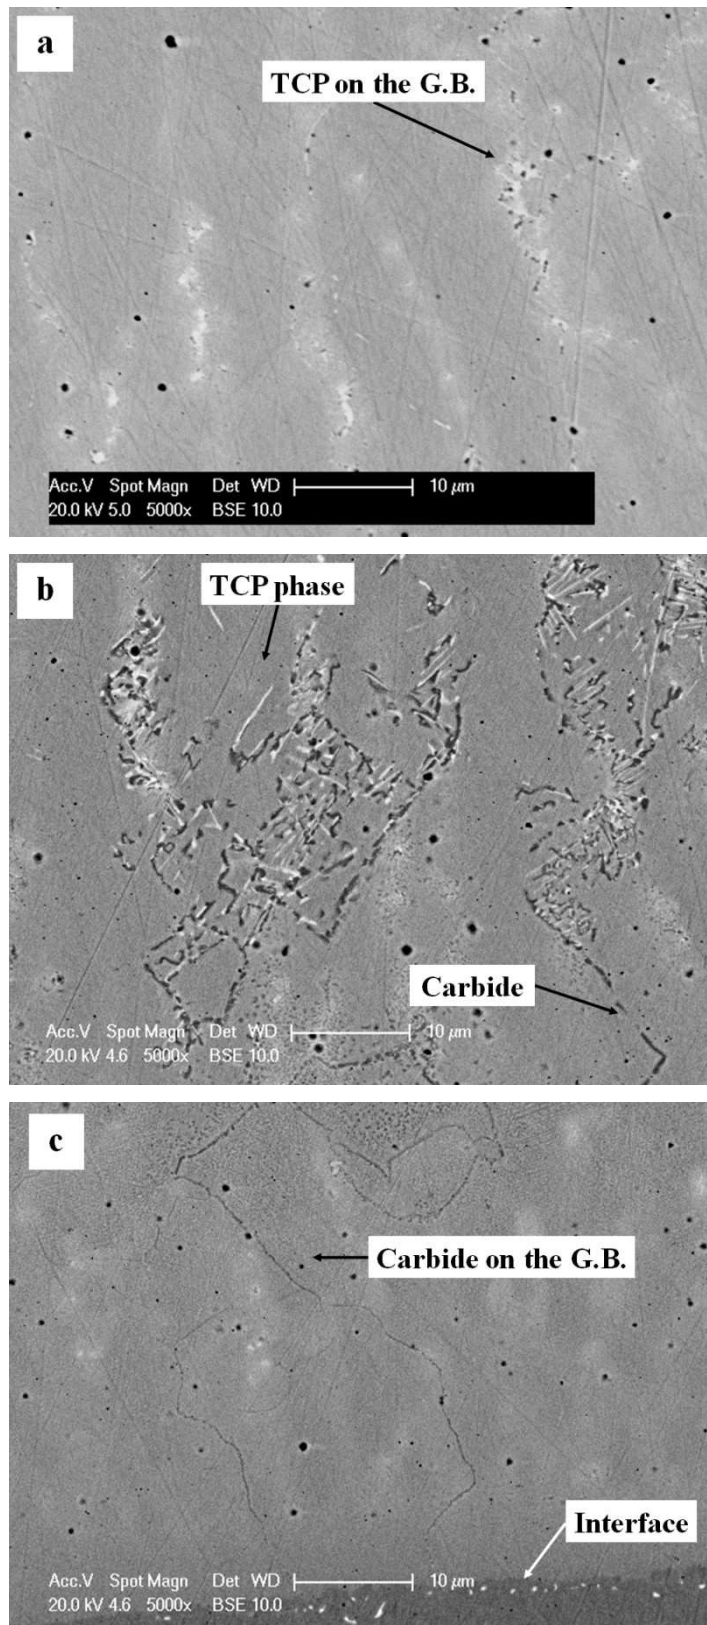 a
TCP on the G.B.
Acc.V Spot Magn Det WD 10 µm
20.0 kV 5.0 5000x BSE 10.0
b
TCP phase
Carbide
Acc.V Spot Magn Det WD 10 µm
20.0 kV 4.6 5000x BSE 10.0
c
Carbide on the G.B.
Interface
Acc.V Spot Magn Det WD 10 µm
20.0 kV 4.6 5000x BSE 10.0